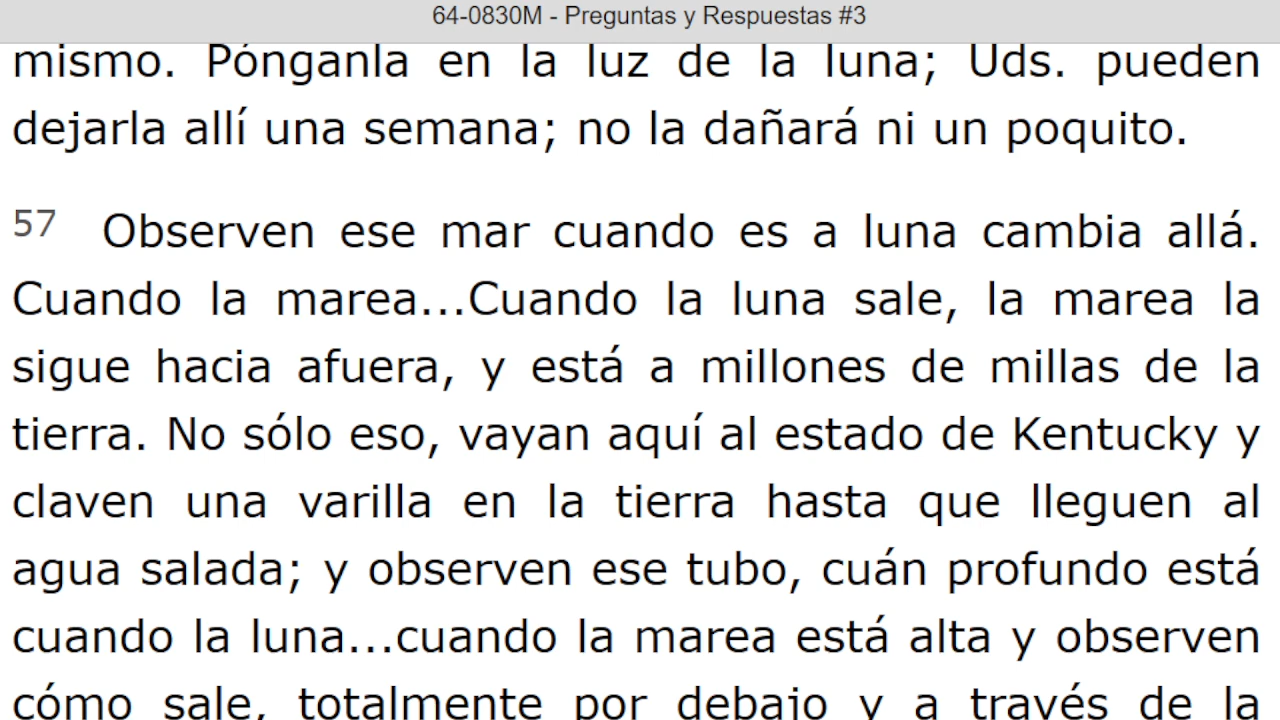 64-0830M - Preguntas y Respuestas #3
mismo. Pónganla en la luz de la luna; Uds. pueden
dejarla allí una semana; no la dañará ni un poquito.
57 Observen ese mar cuando es a luna cambia allá.
Cuando la marea...Cuando la luna sale, la marea la
sigue hacia afuera, y está a millones de millas de la
tierra. No sólo eso, vayan aquí al estado de Kentucky y
claven una varilla en la tierra hasta que lleguen al
agua salada; y observen ese tubo, cuán profundo está
cuando la luna...cuando la marea está alta y observen
cómo sale, totalmente por debajo y a través de la